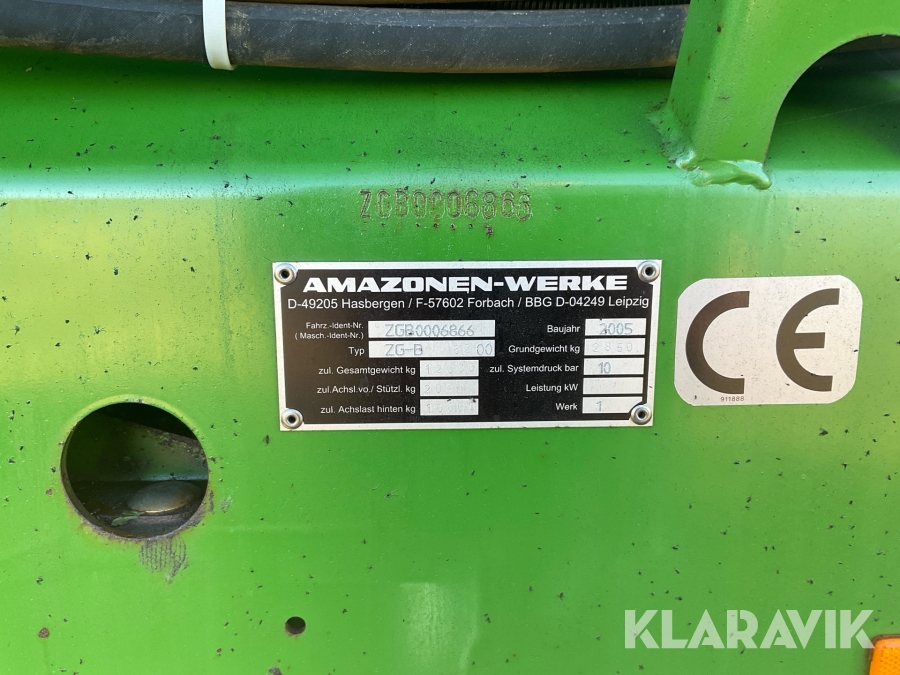 ZGB0006866
AMAZONEN-WERKE
D-49205 Hasbergen / F-57602 Forbach / BBG D-04249 Leipzig
Fahrz.-Ident-Nr.
( Masch.-Ident-Nr. ) ZGB0006866
Baujahr 2005
Typ ZG-B
Grundgewicht kg
zul. Gesamtgewicht kg
zul. Systemdruck bar 10
zul. Achsl.vo./ Stützl. kg
Leistung kW
zul. Achslast hinten kg
Werk 1
CE
911888
KLARAVIK